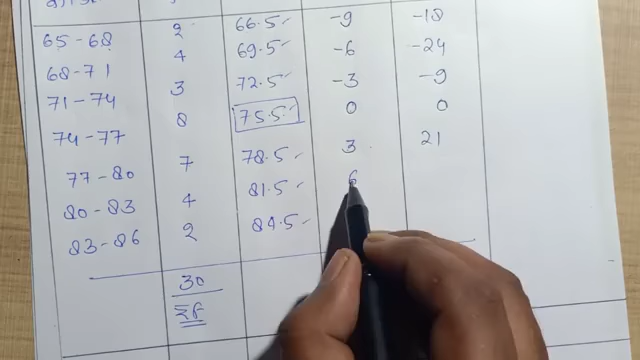 65 - 68 2 66.5 -9 -18
68 - 71 4 69.5 -6 -24
71 - 74 3 72.5 -3 -9
74 - 77 8 75.5 0 0
77 - 80 7 78.5 3 21
80 - 83 4 81.5 6
83 - 86 2 84.5
30
Σf